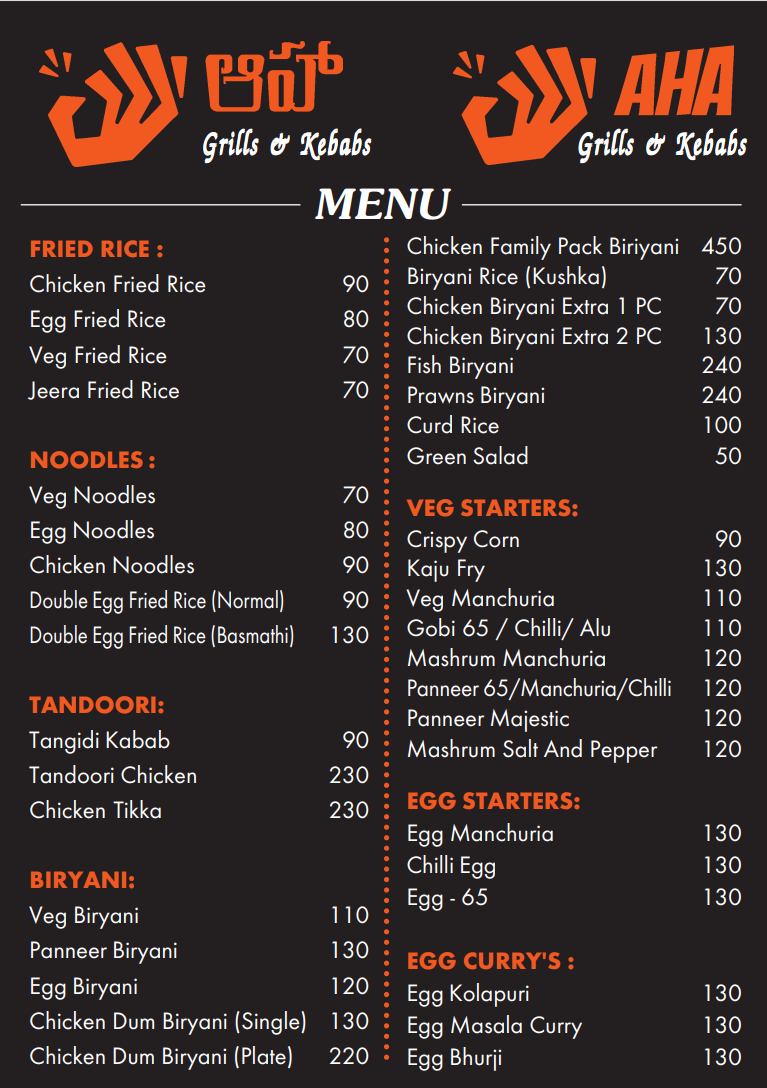 ఆహా
Grills & Kebabs
AHA
Grills & Kebabs
MENU
FRIED RICE :
Chicken Fried Rice 90
Egg Fried Rice 80
Veg Fried Rice 70
Jeera Fried Rice 70
NOODLES :
Veg Noodles 70
Egg Noodles 80
Chicken Noodles 90
Double Egg Fried Rice (Normal) 90
Double Egg Fried Rice (Basmathi) 130
TANDOORI:
Tangidi Kabab 90
Tandoori Chicken 230
Chicken Tikka 230
BIRYANI:
Veg Biryani 110
Panneer Biryani 130
Egg Biryani 120
Chicken Dum Biryani (Single) 130
Chicken Dum Biryani (Plate) 220
Chicken Family Pack Biriyani 450
Biryani Rice (Kushka) 70
Chicken Biryani Extra 1 PC 70
Chicken Biryani Extra 2 PC 130
Fish Biryani 240
Prawns Biryani 240
Curd Rice 100
Green Salad 50
VEG STARTERS:
Crispy Corn 90
Kaju Fry 130
Veg Manchuria 110
Gobi 65 / Chilli/ Alu 110
Mashrum Manchuria 120
Panneer 65/Manchuria/Chilli 120
Panneer Majestic 120
Mashrum Salt And Pepper 120
EGG STARTERS:
Egg Manchuria 130
Chilli Egg 130
Egg - 65 130
EGG CURRY'S :
Egg Kolapuri 130
Egg Masala Curry 130
Egg Bhurji 130